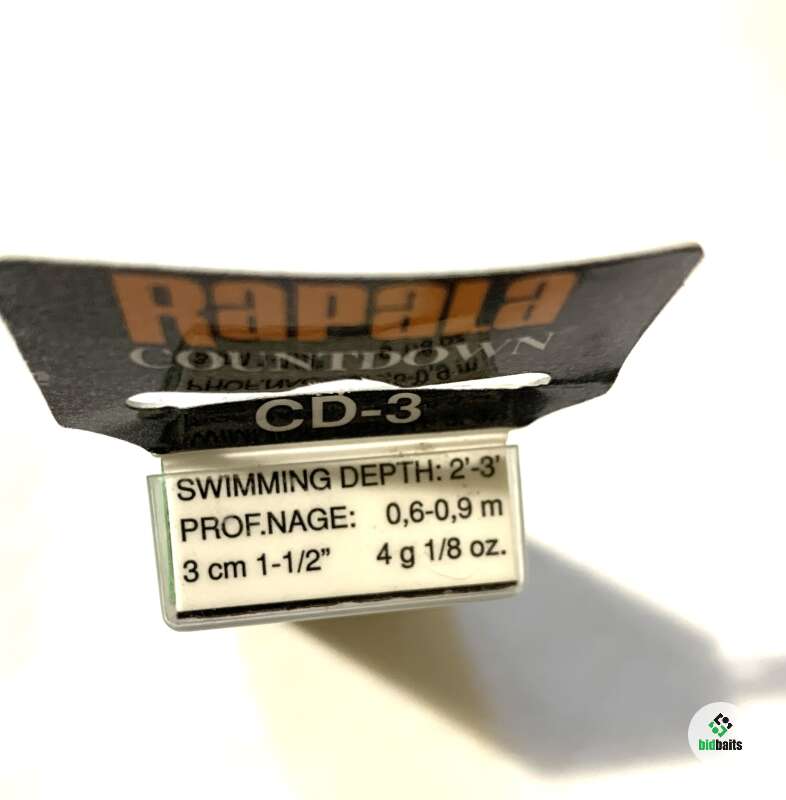 Rapala
COUNTDOWN
CD-3
SWIMMING DEPTH: 2'-3'
PROF.NAGE: 0,6-0,9 m
3 cm 1-1/2" 4 g 1/8 oz.
bidbaits